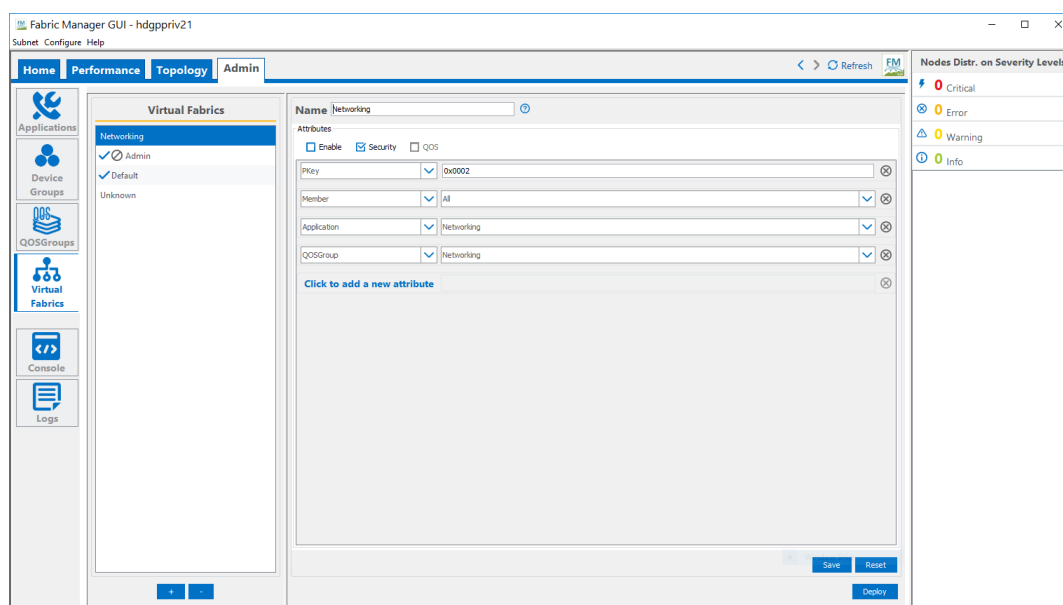 Fabric Manager GUI - hdgppriv21
Subnet Configure Help
Home Performance Topology Admin
Refresh
FM
Nodes Distr. on Severity Levels
0 Critical
0 Error
0 Warning
0 Info
Applications
Device
Groups
QOS
QOSGroups
Virtual
Fabrics
Console
Logs
Virtual Fabrics
Networking
Admin
Default
Unknown
+ -
Name Networking
Attributes
Enable Security QOS
PKey 0x0002
Member All
Application Networking
QOSGroup Networking
Click to add a new attribute
Save Reset
Deploy